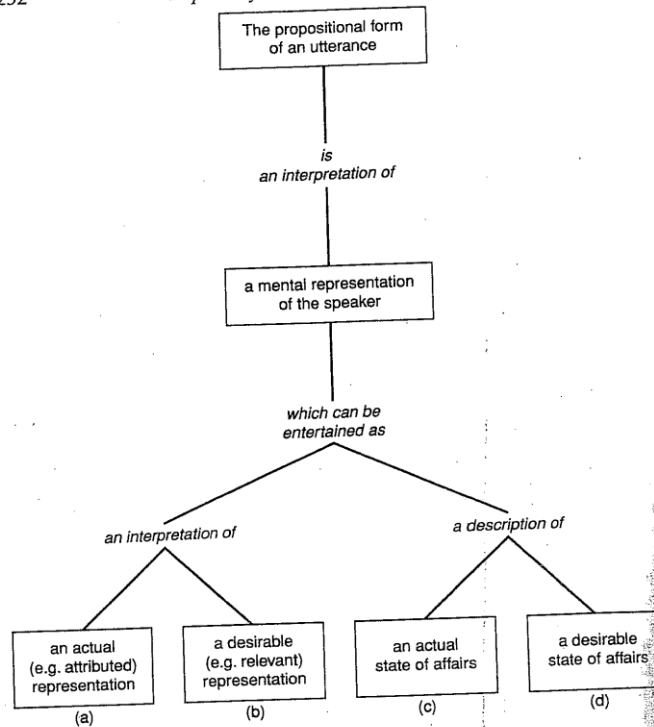 232
The propositional form
of an utterance
is
an interpretation of
a mental representation
of the speaker
which can be
entertained as
an interpretation of
a description of
an actual
(e.g. attributed)
representation
(a)
a desirable
(e.g. relevant)
representation
(b)
an actual
state of affairs
(c)
a desirable
state of affairs
(d)